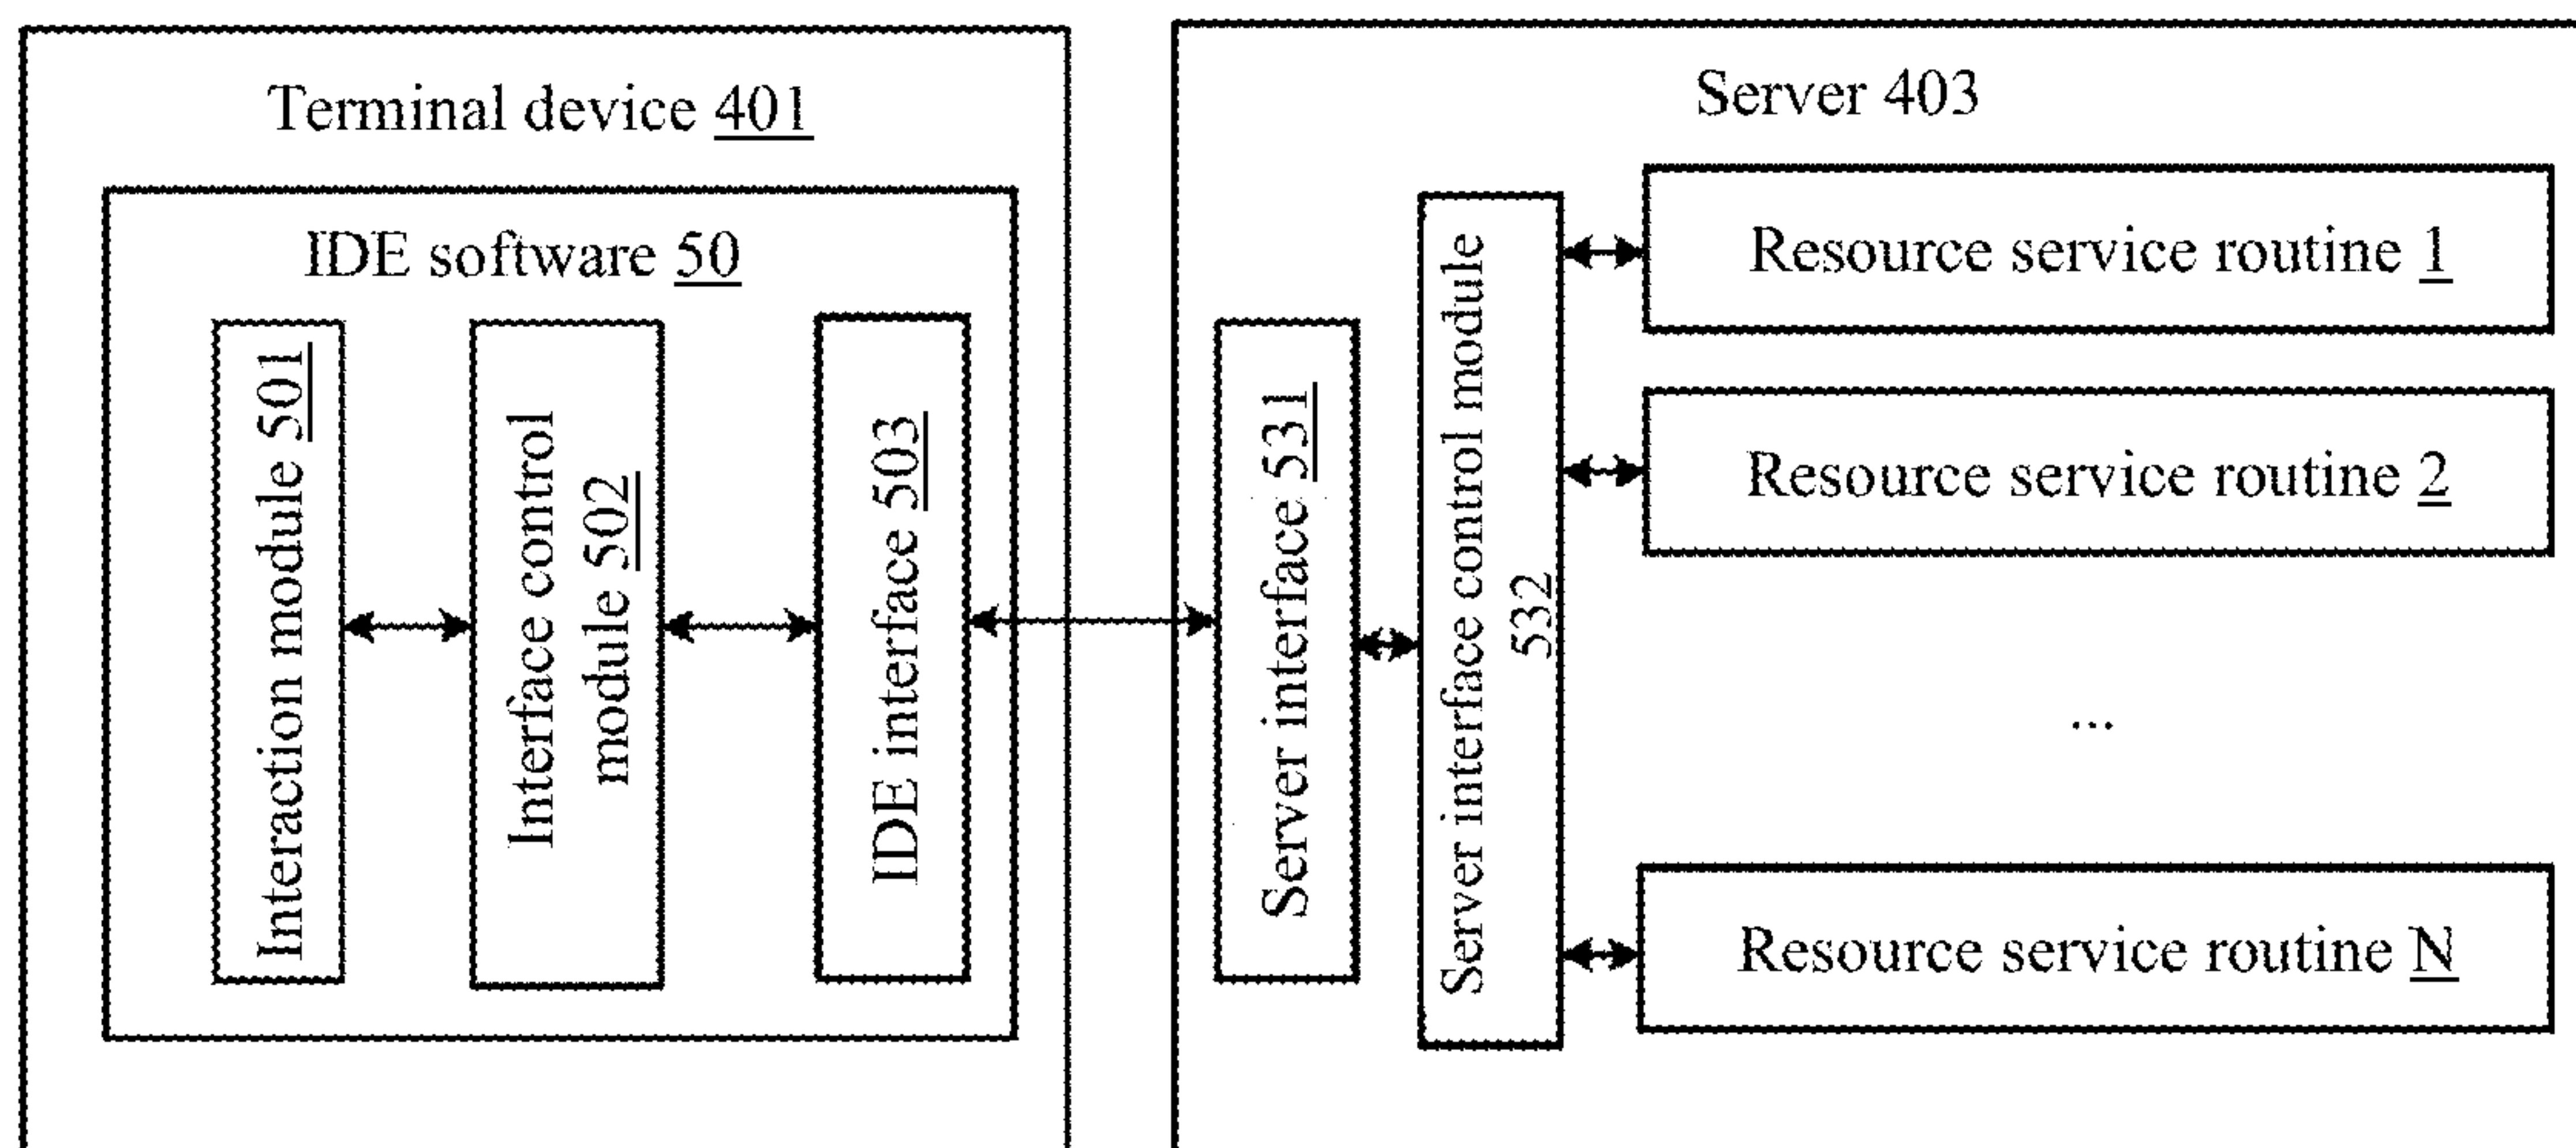 Terminal device 401
IDE software 50
Interaction module 501
Interface control
module 502
IDE interface 503
Server 403
Server interface 531
Server interface control module
532
Resource service routine 1
Resource service routine 2
...
Resource service routine N